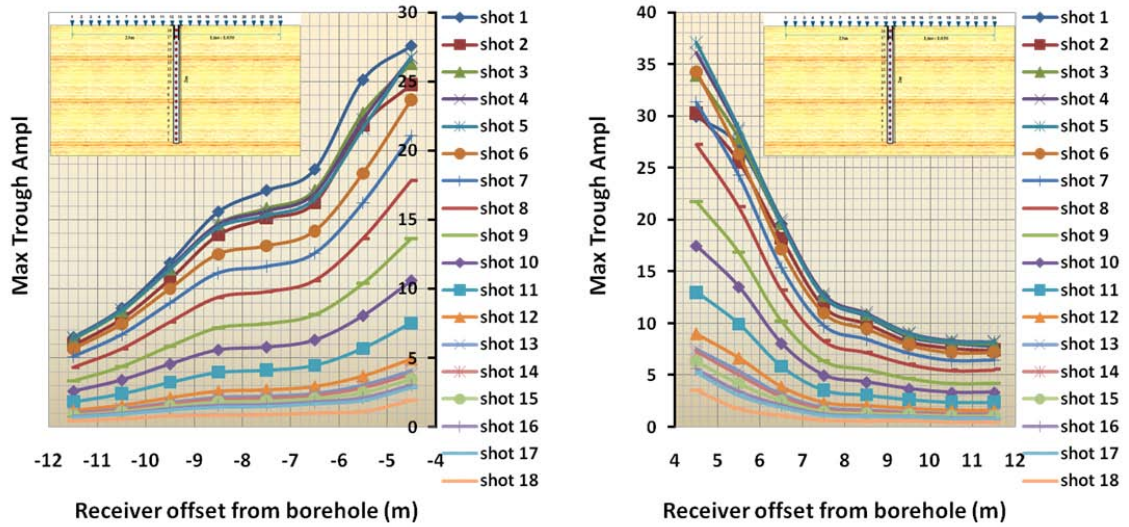 Max Trough Ampl
30
25
20
15
10
5
0
-12 -11 -10 -9 -8 -7 -6 -5 -4
Receiver offset from borehole (m)
shot 1
shot 2
shot 3
shot 4
shot 5
shot 6
shot 7
shot 8
shot 9
shot 10
shot 11
shot 12
shot 13
shot 14
shot 15
shot 16
shot 17
shot 18
Max Trough Ampl
40
35
30
25
20
15
10
5
0
4 5 6 7 8 9 10 11 12
Receiver offset from borehole (m)
shot 1
shot 2
shot 3
shot 4
shot 5
shot 6
shot 7
shot 8
shot 9
shot 10
shot 11
shot 12
shot 13
shot 14
shot 15
shot 16
shot 17
shot 18